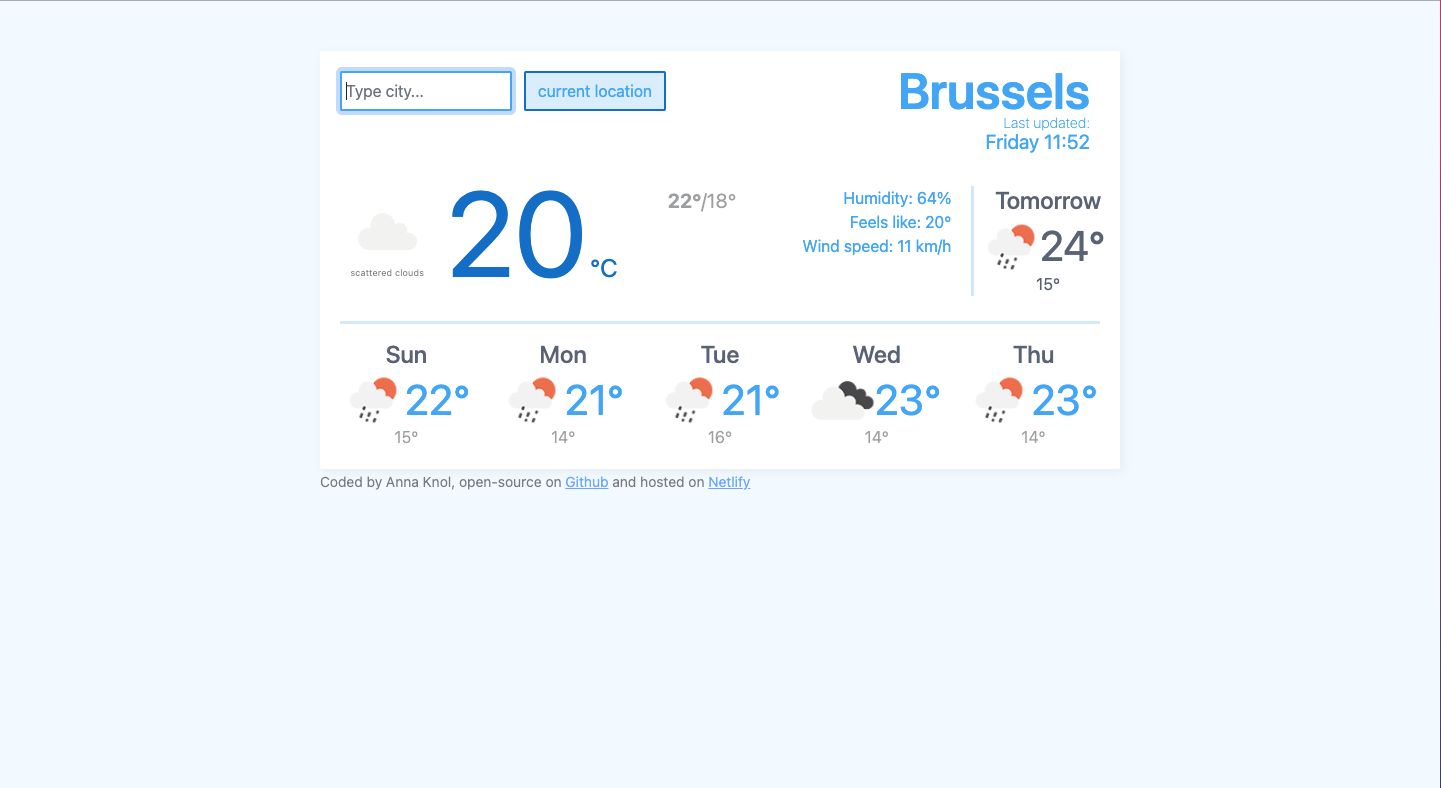 Type city...
current location
Brussels
Last updated:
Friday 11:52
scattered clouds
20 °C
22°/18°
Humidity: 64%
Feels like: 20°
Wind speed: 11 km/h
Tomorrow
24°
15°
Sun
22°
15°
Mon
21°
14°
Tue
21°
16°
Wed
23°
14°
Thu
23°
14°
Coded by Anna Knol, open-source on Github and hosted on Netlify